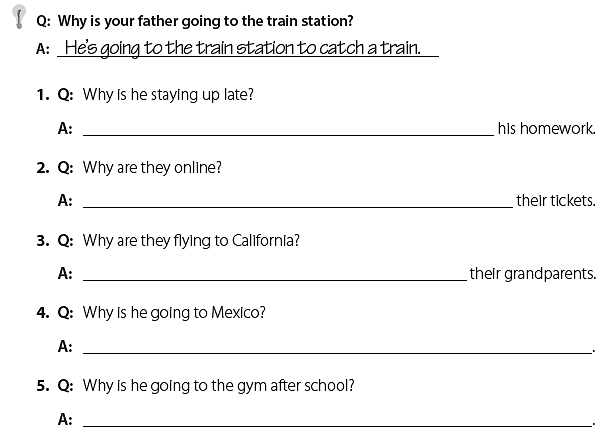 Q: Why is your father going to the train station?
A: He's going to the train station to catch a train.
1. Q: Why is he staying up late?
A: his homework.
2. Q: Why are they online?
A: their tickets.
3. Q: Why are they flying to California?
A: their grandparents.
4. Q: Why is he going to Mexico?
A: .
5. Q: Why is he going to the gym after school?
A: .